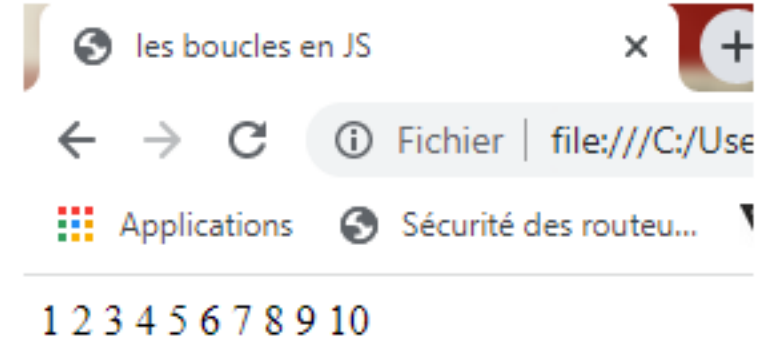 les boucles en JS
Fichier file:///C:/Use
Applications Sécurité des routeu...
1 2 3 4 5 6 7 8 9 10